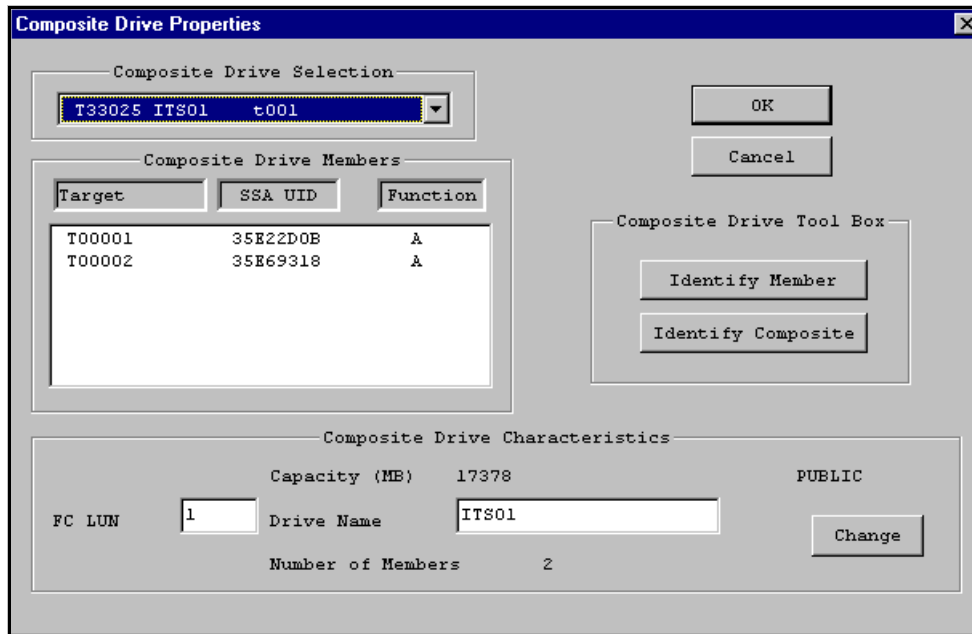 Composite Drive Properties
Composite Drive Selection
T33025 ITSO1 t001
OK
Cancel
Composite Drive Members
Target SSA UID Function
T00001 35E22D0B A
T00002 35E69318 A
Composite Drive Tool Box
Identify Member
Identify Composite
Composite Drive Characteristics
Capacity (MB) 17378 PUBLIC
FC LUN 1 Drive Name ITSO1
Change
Number of Members 2